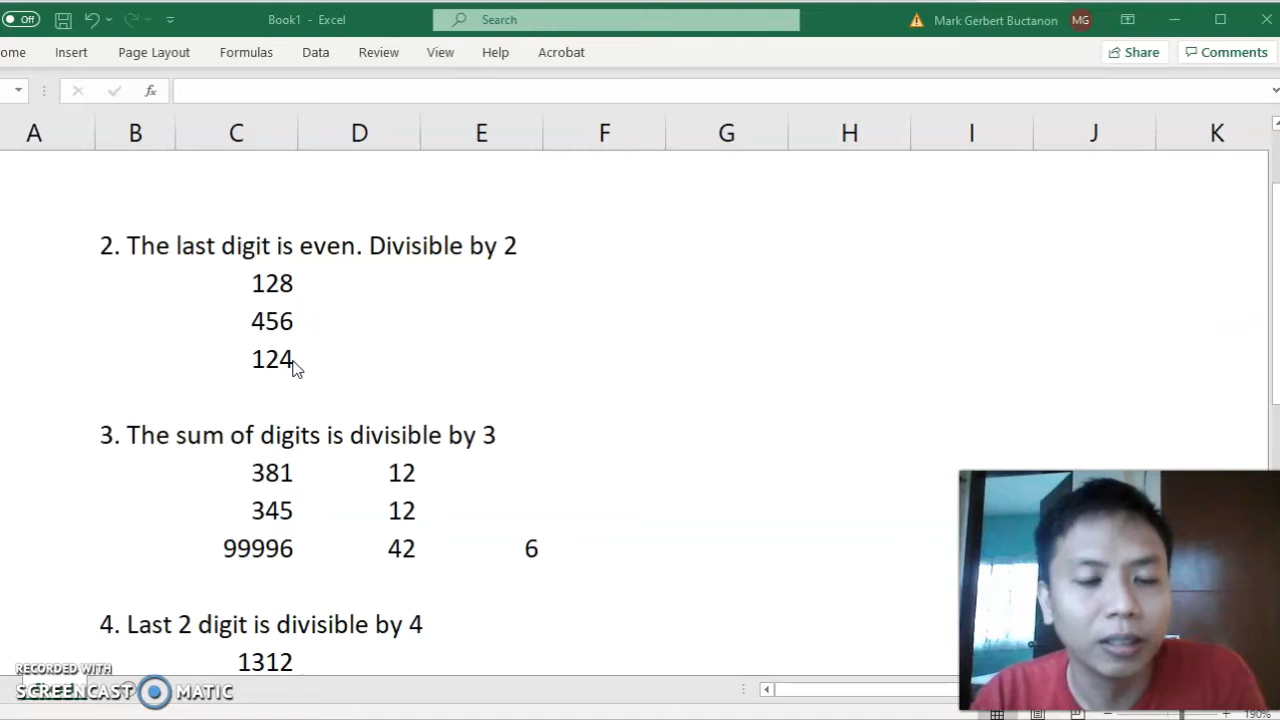 Off
Book1 - Excel
Search
Mark Gerbert Buctanon
MG
ome Insert Page Layout Formulas Data Review View Help Acrobat
Share
Comments
fx
A B C D E F G H I J K
2. The last digit is even. Divisible by 2
128
456
124
3. The sum of digits is divisible by 3
381 12
345 12
99996 42 6
4. Last 2 digit is divisible by 4
1312
RECORDED WITH
SCREENCAST MATIC
190%